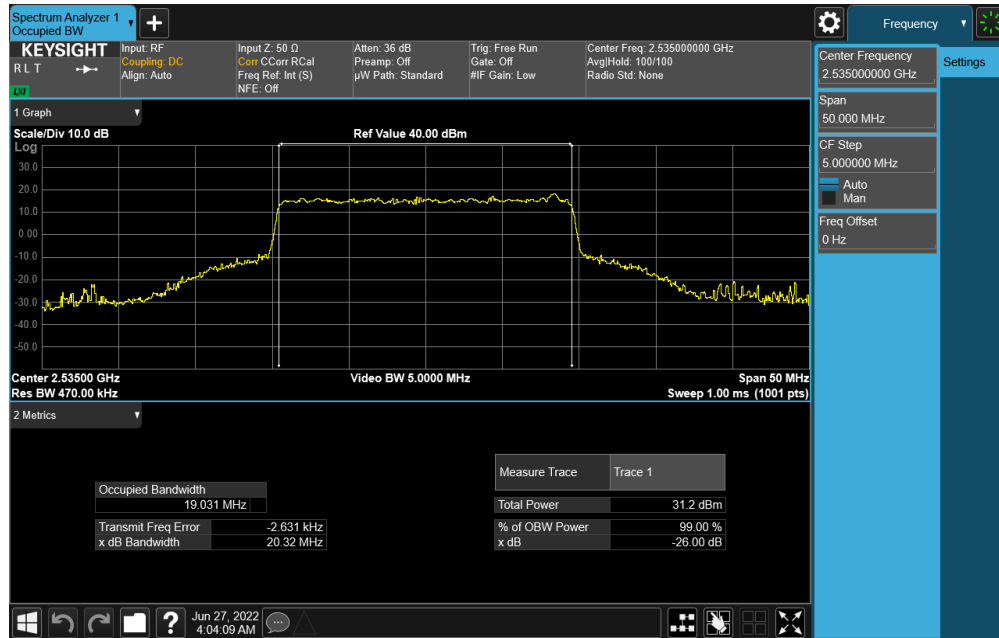 Spectrum Analyzer 1
Occupied BW
Frequency
KEYSIGHT
R L T
LXI
Input: RF
Coupling: DC
Align: Auto
Input Z: 50 Ω
Corr CCorr RCal
Freq Ref: Int (S)
NFE: Off
Atten: 36 dB
Preamp: Off
µW Path: Standard
Trig: Free Run
Gate: Off
#IF Gain: Low
Center Freq: 2.535000000 GHz
Avg|Hold: 100/100
Radio Std: None
Center Frequency
2.535000000 GHz
Settings
Span
50.000 MHz
CF Step
5.000000 MHz
Auto
Man
Freq Offset
0 Hz
1 Graph
Scale/Div 10.0 dB
Ref Value 40.00 dBm
Log
30.0
20.0
10.0
0.00
-10.0
-20.0
-30.0
-40.0
-50.0
Center 2.53500 GHz
Video BW 5.0000 MHz
Span 50 MHz
Res BW 470.00 kHz
Sweep 1.00 ms (1001 pts)
2 Metrics
Measure Trace Trace 1
Occupied Bandwidth
19.031 MHz
Total Power 31.2 dBm
Transmit Freq Error -2.631 kHz
% of OBW Power 99.00 %
x dB Bandwidth 20.32 MHz
x dB -26.00 dB
Jun 27, 2022
4:04:09 AM